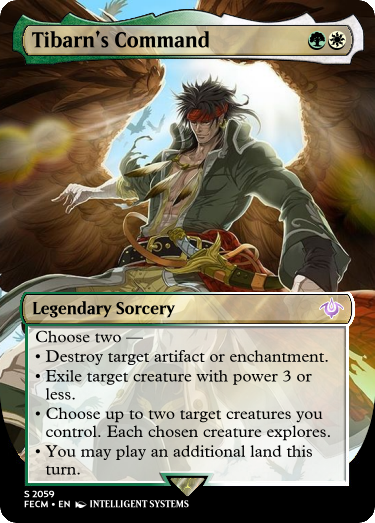 Tibarn's Command
Legendary Sorcery
Choose two —
• Destroy target artifact or enchantment.
• Exile target creature with power 3 or
less.
• Choose up to two target creatures you
control. Each chosen creature explores.
• You may play an additional land this
turn.
S 2059
FECM • EN INTELLIGENT SYSTEMS